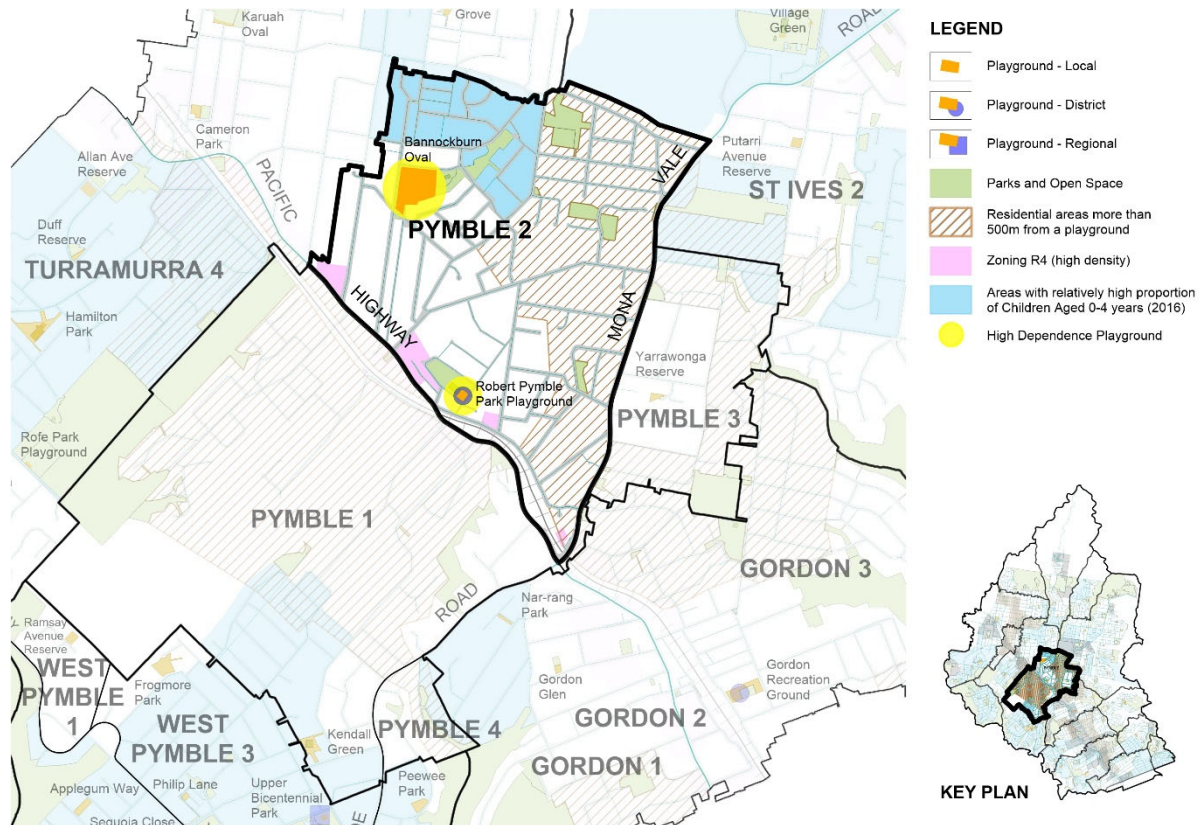 Karuah
Oval
Grove
Village
Green
ROAD
Cameron
Park
Allan Ave
Reserve
PACIFIC
Bannockburn
Oval
VALE
Putarri
Avenue
Reserve
ST IVES 2
Duff
Reserve
TURRAMURRA 4
PYMBLE 2
Hamilton
Park
HIGHWAY
MONA
Yarrawonga
Reserve
Robert Pymble
Park Playground
PYMBLE 3
Rofe Park
Playground
PYMBLE 1
GORDON 3
ROAD
Nar-rang
Park
Ramsay
Avenue
Reserve
WEST
PYMBLE
1
Frogmore
Park
WEST
PYMBLE 3
Kendall
Green
PYMBLE 4
Gordon
Glen
GORDON 2
Gordon
Recreation
Ground
GORDON 1
Applegum Way
Philip Lane
Upper
Bicentennial
Park
Peewee
Park
Sequoia Close
DE
LEGEND
Playground - Local
Playground - District
Playground - Regional
Parks and Open Space
Residential areas more than
500m from a playground
Zoning R4 (high density)
Areas with relatively high proportion
of Children Aged 0-4 years (2016)
High Dependence Playground
KEY PLAN